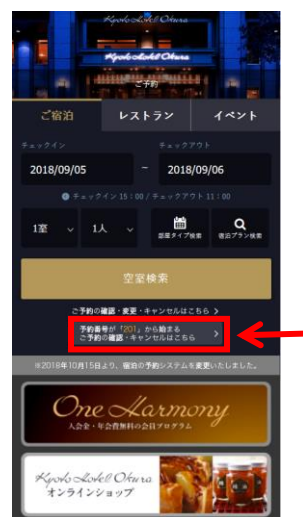 Kyoto Hotel Okura
Kyoto Hotel Okura
ご予約
ご宿泊 レストラン イベント
チェックイン チェックアウト
2018/09/05 ~ 2018/09/06
チェックイン 15:00 / チェックアウト 11:00
1室 1人 部屋タイプ検索 宿泊プラン検索
空室検索
ご予約の確認・変更・キャンセルはこちら
予約番号が「201」から始まる
ご予約の確認・キャンセルはこちら
※2018年10月15日より、宿泊の予約システムを変更いたしました。
One Harmony
入会金・年会費無料の会員プログラム
Kyoto Hotel Okura
オンラインショップ